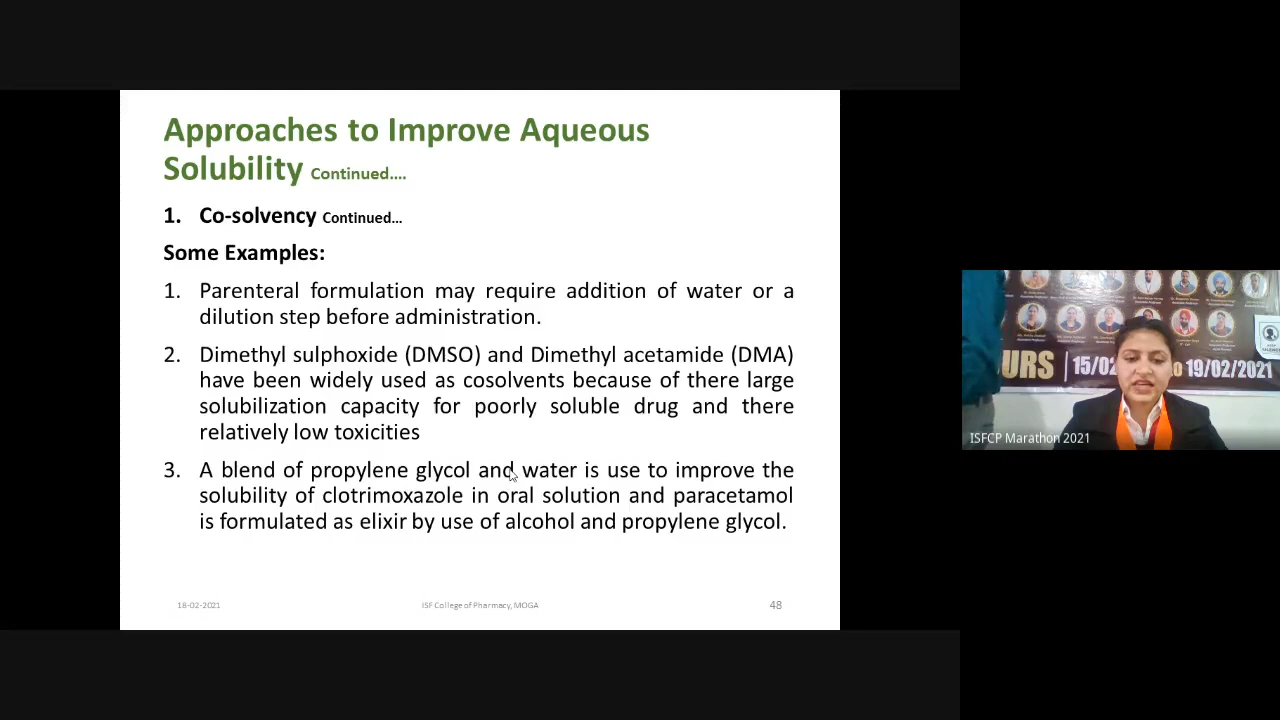 Approaches to Improve Aqueous
Solubility Continued....
1. Co-solvency Continued...
Some Examples:
1. Parenteral formulation may require addition of water or a
dilution step before administration.
2. Dimethyl sulphoxide (DMSO) and Dimethyl acetamide (DMA)
have been widely used as cosolvents because of there large
solubilization capacity for poorly soluble drug and there
relatively low toxicities
3. A blend of propylene glycol and water is use to improve the
solubility of clotrimoxazole in oral solution and paracetamol
is formulated as elixir by use of alcohol and propylene glycol.
18-02-2021
ISF College of Pharmacy, MOGA
48
URS 15/02 19/02/2021
ISFCP Marathon 2021